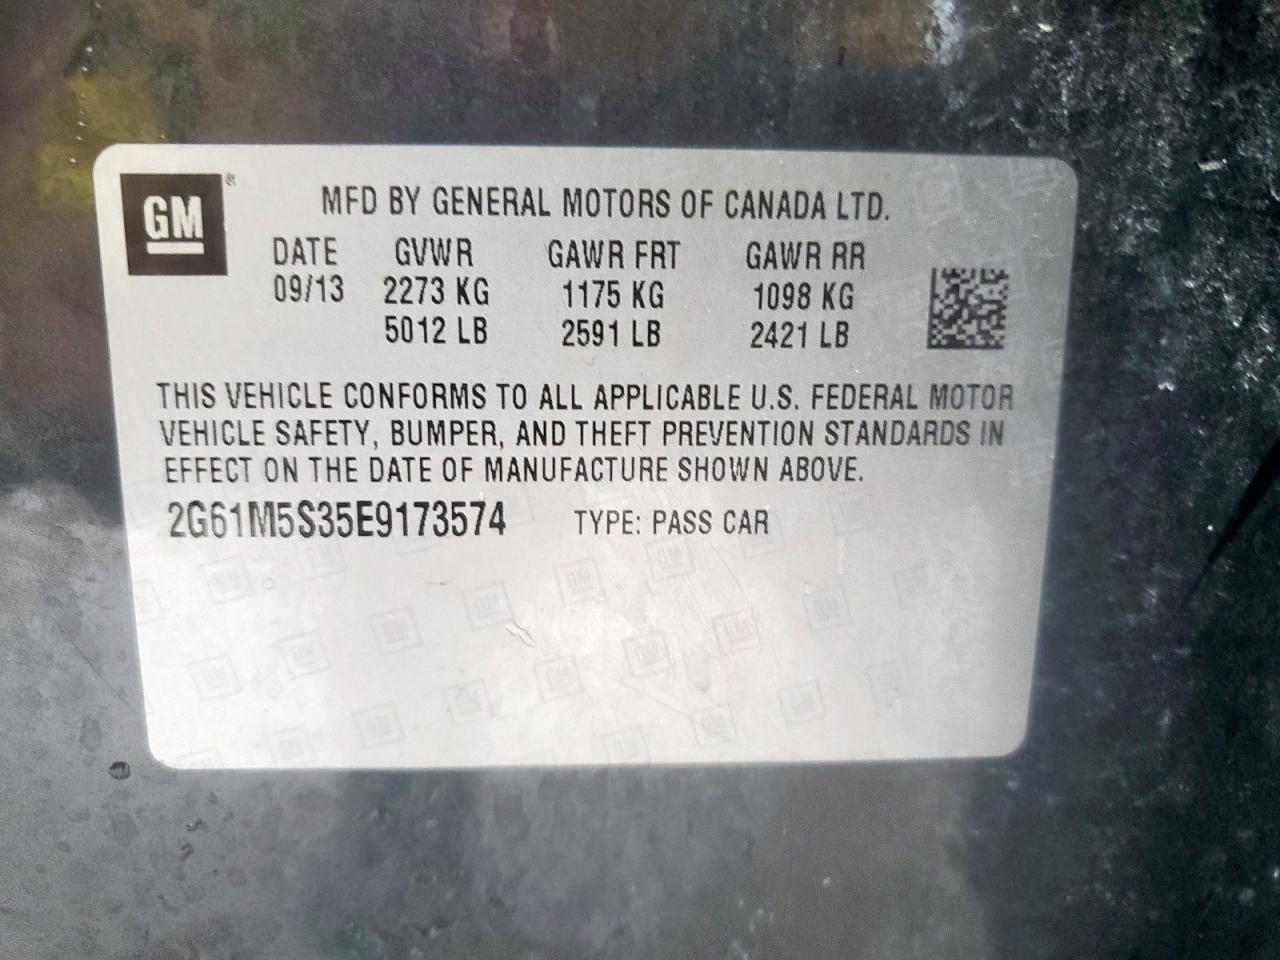 GM
MFD BY GENERAL MOTORS OF CANADA LTD.
DATE GVWR GAWR FRT GAWR RR
09/13 2273 KG 1175 KG 1098 KG
5012 LB 2591 LB 2421 LB
THIS VEHICLE CONFORMS TO ALL APPLICABLE U.S. FEDERAL MOTOR
VEHICLE SAFETY, BUMPER, AND THEFT PREVENTION STANDARDS IN
EFFECT ON THE DATE OF MANUFACTURE SHOWN ABOVE.
2G61M5S35E9173574 TYPE: PASS CAR